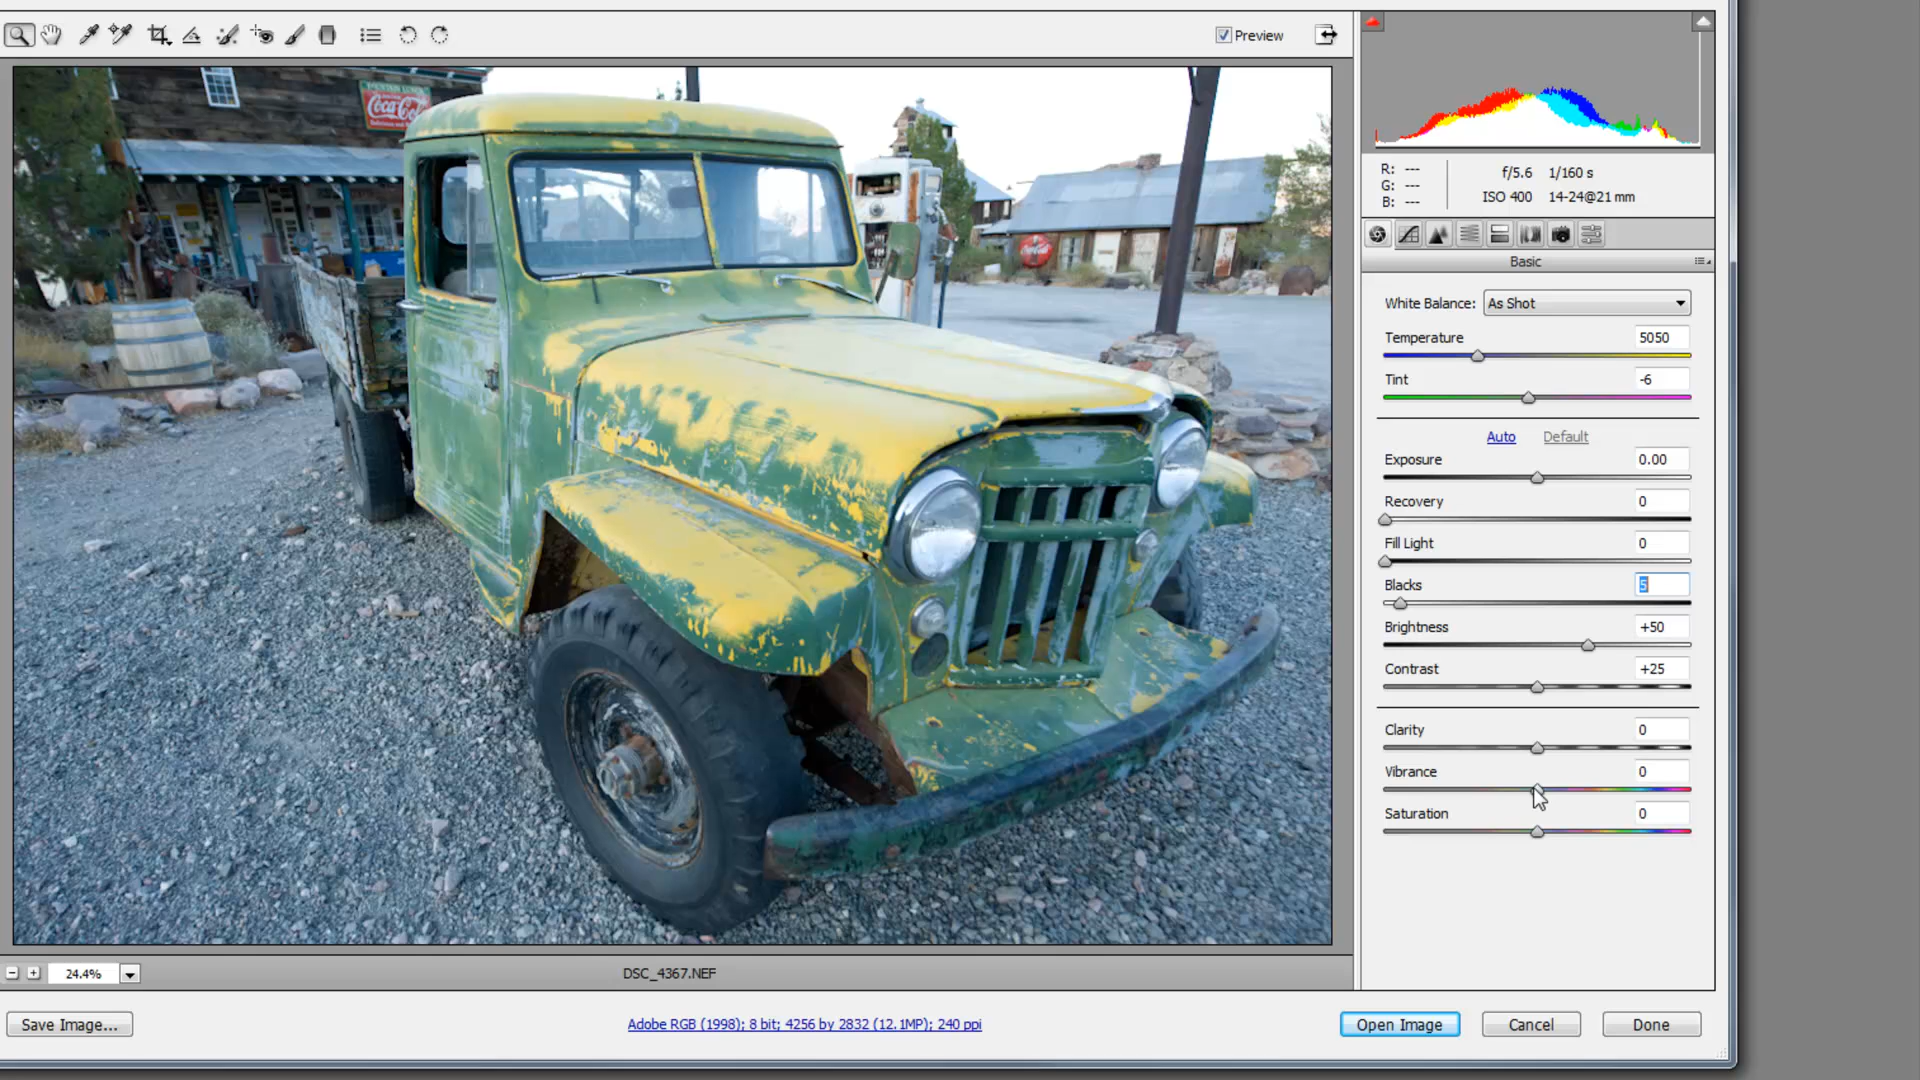 Preview
R: ---
G: ---
B: ---
f/5.6 1/160 s
ISO 400 14-24@21 mm
Basic
White Balance: As Shot
Temperature 5050
Tint -6
Auto Default
Exposure 0.00
Recovery 0
Fill Light 0
Blacks 5
Brightness +50
Contrast +25
Clarity 0
Vibrance 0
Saturation 0
Coca-Cola
24.4%
DSC_4367.NEF
Save Image...
Adobe RGB (1998); 8 bit; 4256 by 2832 (12.1MP); 240 ppi
Open Image
Cancel
Done